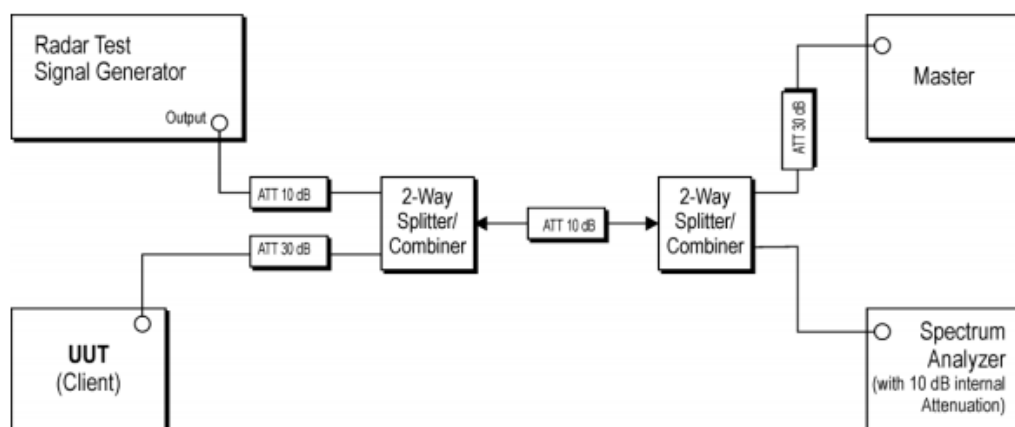 Radar Test
Signal Generator
Output
ATT 10 dB
ATT 30 dB
UUT
(Client)
2-Way
Splitter/
Combiner
ATT 10 dB
2-Way
Splitter/
Combiner
ATT 30 dB
Master
Spectrum
Analyzer
(with 10 dB internal
Attenuation)